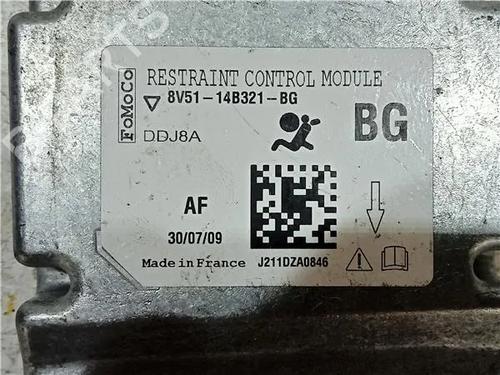 FoMoCo
RESTRAINT CONTROL MODULE
8V51-14B321-BG
DDJ8A
BG
AF
30/07/09
Made in France
J211DZA0846